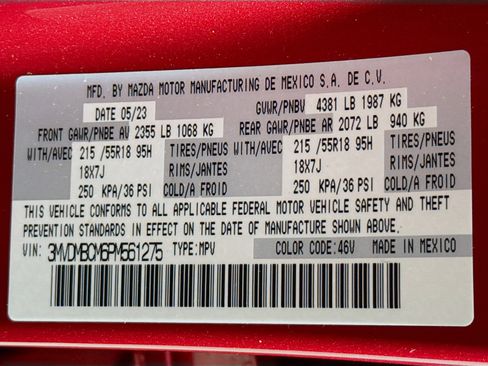 MFD. BY MAZDA MOTOR MANUFACTURING DE MEXICO S.A. DE C.V.
DATE 05/23 GVWR/PNBV 4381 LB 1987 KG
FRONT GAWR/PNBE AV 2355 LB 1068 KG REAR GAWR/PNBE AR 2072 LB 940 KG
WITH/AVEC 215 /55R18 95H TIRES/PNEUS WITH/AVEC 215 /55R18 95H TIRES/PNEUS
18X7J RIMS/JANTES 18X7J RIMS/JANTES
250 KPA/36 PSI COLD/A FROID 250 KPA/36 PSI COLD/A FROID
THIS VEHICLE CONFORMS TO ALL APPLICABLE FEDERAL MOTOR VEHICLE SAFETY AND THEFT
PREVENTION STANDARDS IN EFFECT ON THE DATE OF MANUFACTURE SHOWN ABOVE.
VIN: 3MVDMBCM6PM561275 TYPE:MPV COLOR CODE:46V MADE IN MEXICO